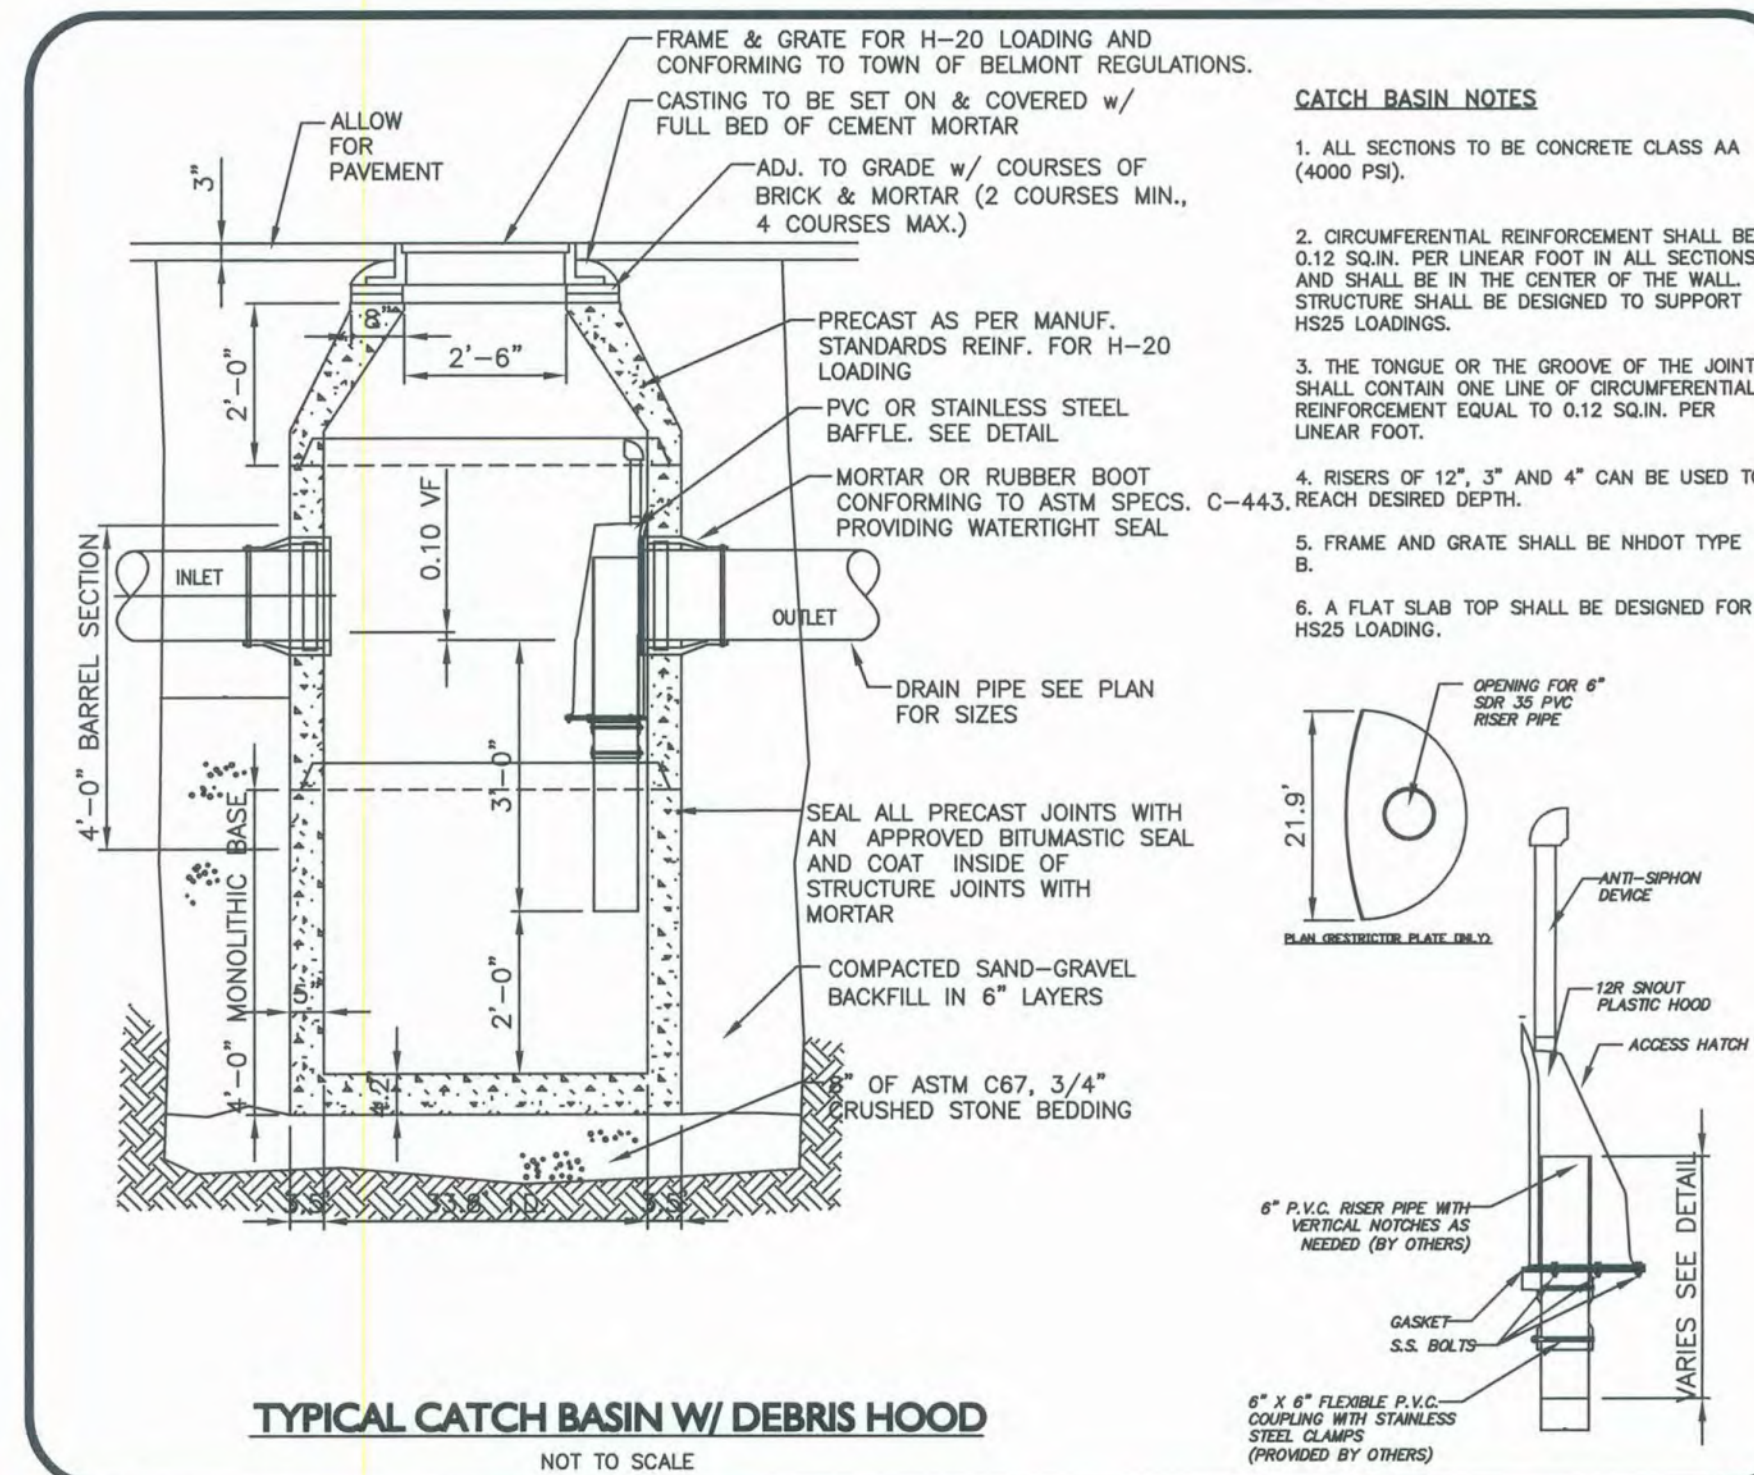 FRAME & GRATE FOR H-20 LOADING AND
CONFORMING TO TOWN OF BELMONT REGULATIONS.
CASTING TO BE SET ON & COVERED w/
FULL BED OF CEMENT MORTAR
ALLOW
FOR
PAVEMENT
ADJ. TO GRADE w/ COURSES OF
BRICK & MORTAR (2 COURSES MIN.,
4 COURSES MAX.)
3"
8"
2'-6"
2'-0"
PRECAST AS PER MANUF.
STANDARDS REINF. FOR H-20
LOADING
PVC OR STAINLESS STEEL
BAFFLE. SEE DETAIL
MORTAR OR RUBBER BOOT
CONFORMING TO ASTM SPECS. C-443.
PROVIDING WATERTIGHT SEAL
0.10 VF
4'-0" BARREL SECTION
INLET
OUTLET
DRAIN PIPE SEE PLAN
FOR SIZES
3'-0"
4'-0" MONOLITHIC BASE
SEAL ALL PRECAST JOINTS WITH
AN APPROVED BITUMASTIC SEAL
AND COAT INSIDE OF
STRUCTURE JOINTS WITH
MORTAR
5"
2'-0"
COMPACTED SAND-GRAVEL
BACKFILL IN 6" LAYERS
8" OF ASTM C67, 3/4"
CRUSHED STONE BEDDING
33.8' I.D.
3.5'
TYPICAL CATCH BASIN W/ DEBRIS HOOD
NOT TO SCALE
CATCH BASIN NOTES
1. ALL SECTIONS TO BE CONCRETE CLASS AA
(4000 PSI).
2. CIRCUMFERENTIAL REINFORCEMENT SHALL BE
0.12 SQ.IN. PER LINEAR FOOT IN ALL SECTIONS
AND SHALL BE IN THE CENTER OF THE WALL.
STRUCTURE SHALL BE DESIGNED TO SUPPORT
HS25 LOADINGS.
3. THE TONGUE OR THE GROOVE OF THE JOINT
SHALL CONTAIN ONE LINE OF CIRCUMFERENTIAL
REINFORCEMENT EQUAL TO 0.12 SQ.IN. PER
LINEAR FOOT.
4. RISERS OF 12", 3" AND 4" CAN BE USED TO
REACH DESIRED DEPTH.
5. FRAME AND GRATE SHALL BE NHDOT TYPE
B.
6. A FLAT SLAB TOP SHALL BE DESIGNED FOR
HS25 LOADING.
OPENING FOR 6"
SDR 35 PVC
RISER PIPE
21.9'
PLAN (RESTRICTOR PLATE ONLY)
ANTI-SIPHON
DEVICE
12R SNOUT
PLASTIC HOOD
ACCESS HATCH
6" P.V.C. RISER PIPE WITH
VERTICAL NOTCHES AS
NEEDED (BY OTHERS)
VARIES SEE DETAIL
GASKET
S.S. BOLTS
6" X 6" FLEXIBLE P.V.C.
COUPLING WITH STAINLESS
STEEL CLAMPS
(PROVIDED BY OTHERS)